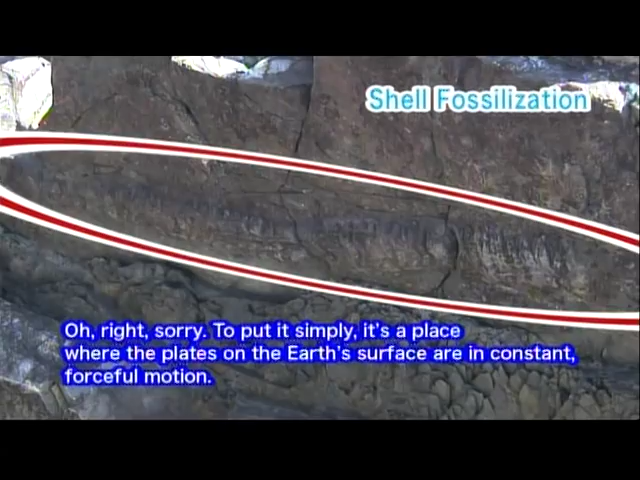 Shell Fossilization
Oh, right, sorry. To put it simply, it's a place
where the plates on the Earth's surface are in constant,
forceful motion.